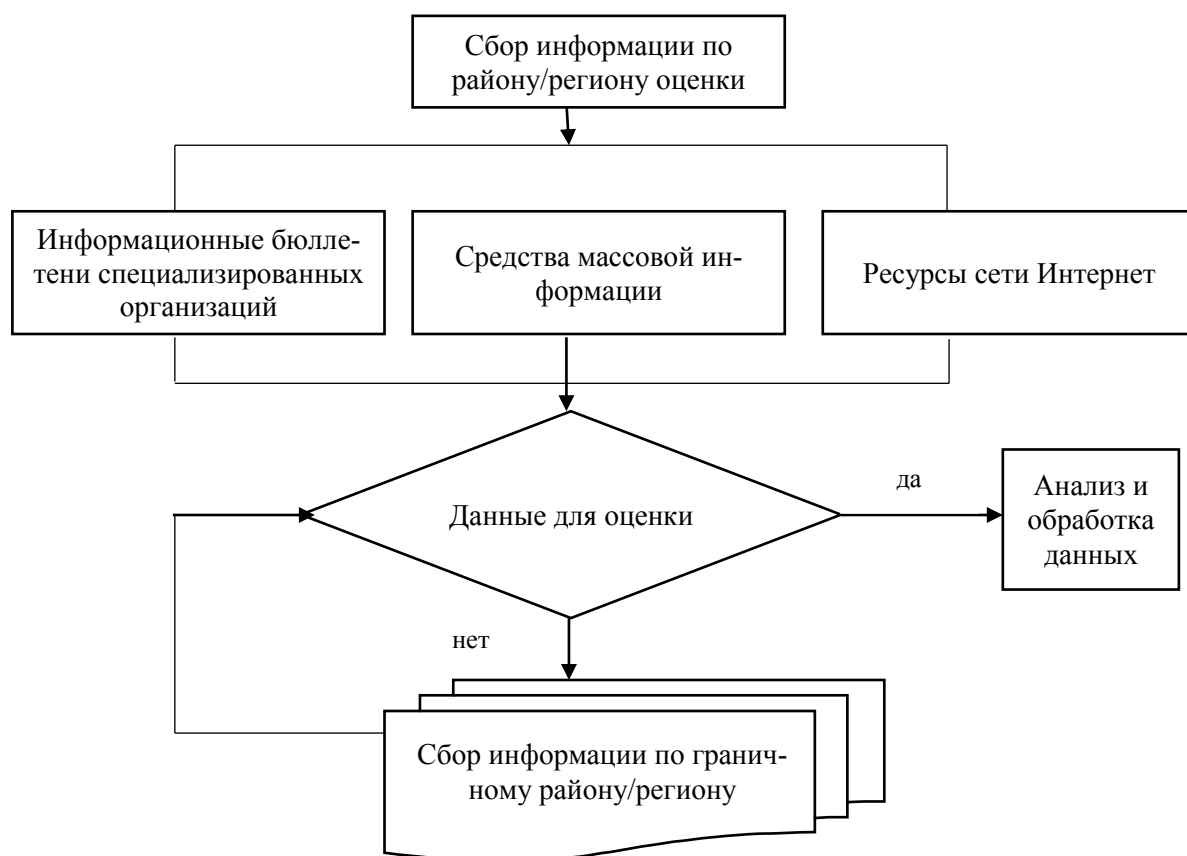 Сбор информации по
району/региону оценки
Информационные бюлле-
тени специализированных
организаций
Средства массовой ин-
формации
Ресурсы сети Интернет
Данные для оценки
да
Анализ и
обработка
данных
нет
Сбор информации по гранич-
ному району/региону